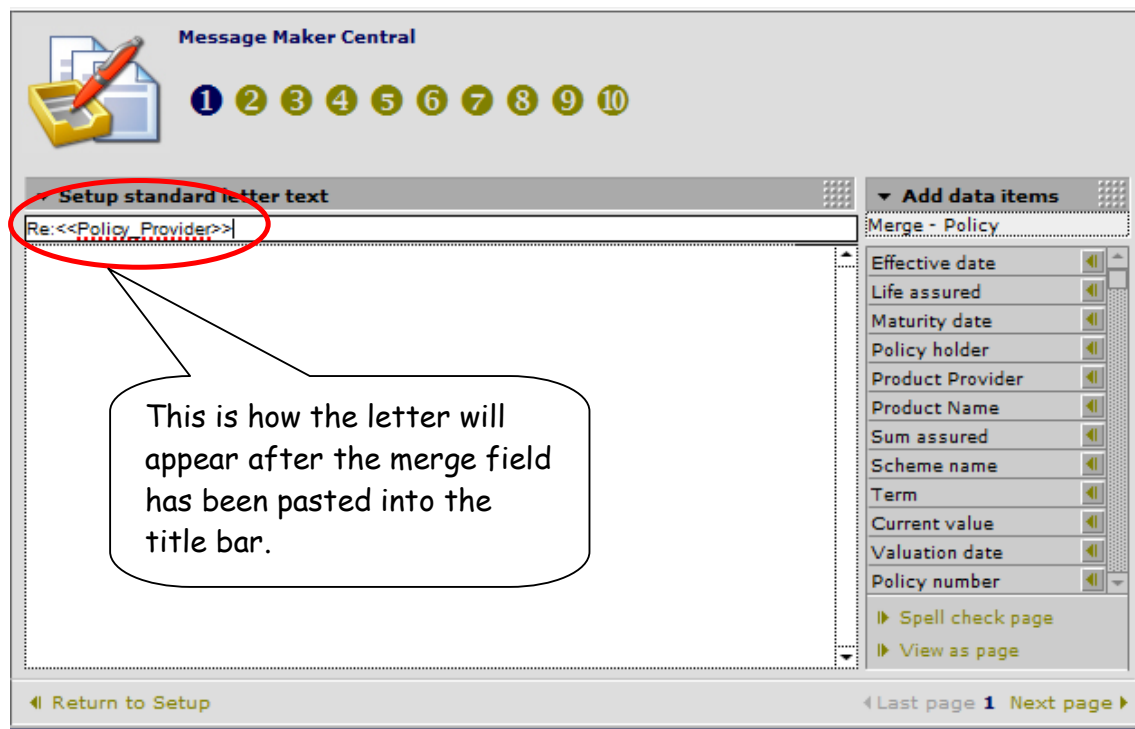 Message Maker Central
1 2 3 4 5 6 7 8 9 10
Setup standard letter text
Re:<<Policy_Provider>>
This is how the letter will
appear after the merge field
has been pasted into the
title bar.
Add data items
Merge - Policy
Effective date
Life assured
Maturity date
Policy holder
Product Provider
Product Name
Sum assured
Scheme name
Term
Current value
Valuation date
Policy number
Spell check page
View as page
Return to Setup
Last page 1 Next page